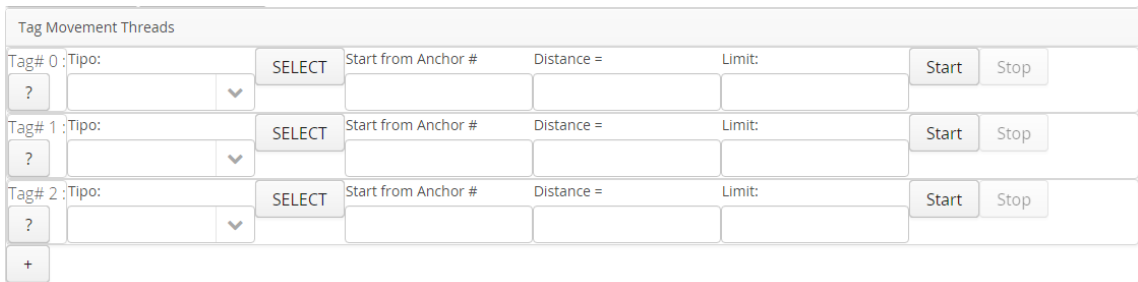 Tag Movement Threads
Tag# 0 : Tipo: SELECT Start from Anchor # Distance = Limit: Start Stop
?
Tag# 1 : Tipo: SELECT Start from Anchor # Distance = Limit: Start Stop
?
Tag# 2 : Tipo: SELECT Start from Anchor # Distance = Limit: Start Stop
?
+